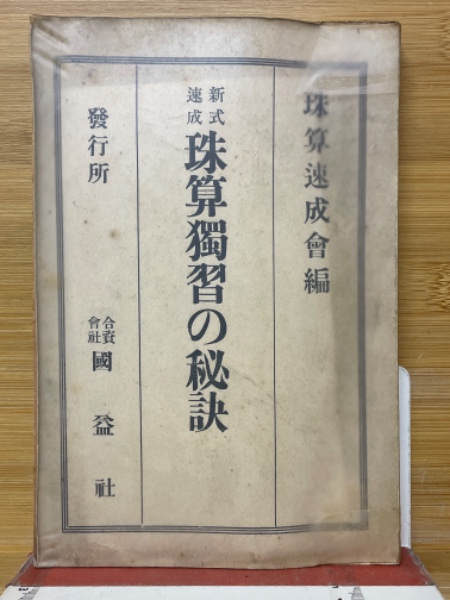 珠算速成會編
新式
速成
珠算獨習の秘訣
發行所
合資
會社
國益社